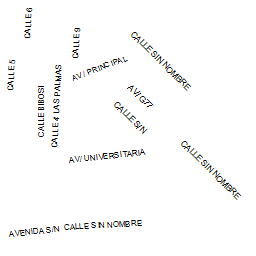 CALLE 6
CALLE 9
CALLE SIN NOMBRE
CALLE 5
AV/ PRINCIPAL
CALLE BIBOSI
CALLE 4 LAS PALMAS
AV/ G77
CALLE S/N
AV/ UNIVERSITARIA
CALLE SIN NOMBRE
AVENIDA S/N CALLE SIN NOMBRE